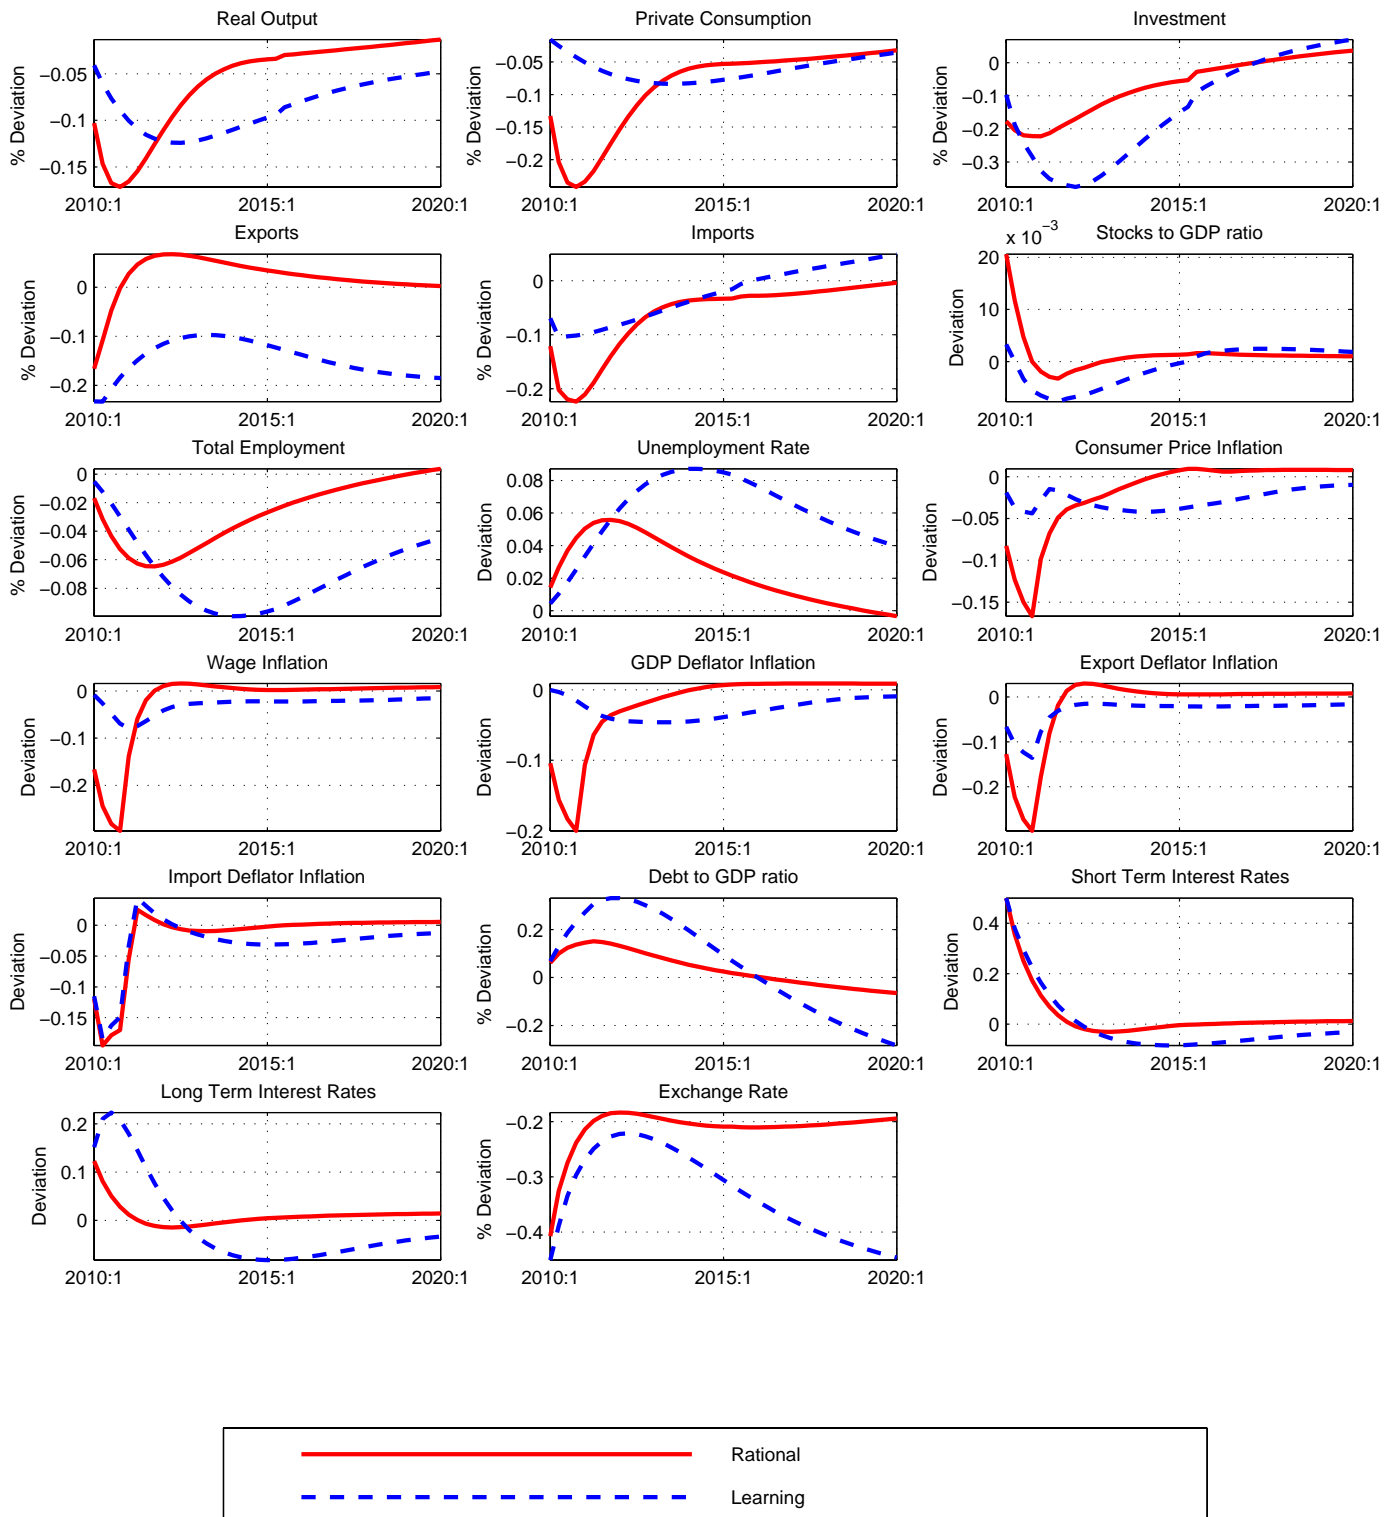 Real Output
Private Consumption
Investment
% Deviation
−0.05
−0.1
−0.15
2010:1
2015:1
2020:1
% Deviation
−0.05
−0.1
−0.15
−0.2
2010:1
2015:1
2020:1
% Deviation
0
−0.1
−0.2
−0.3
2010:1
2015:1
2020:1
Exports
Imports
Stocks to GDP ratio
% Deviation
0
−0.1
−0.2
2010:1
2015:1
2020:1
% Deviation
0
−0.1
−0.2
2010:1
2015:1
2020:1
x 10−3
Deviation
20
10
0
2010:1
2015:1
2020:1
Total Employment
Unemployment Rate
Consumer Price Inflation
% Deviation
0
−0.02
−0.04
−0.06
−0.08
2010:1
2015:1
2020:1
Deviation
0.08
0.06
0.04
0.02
0
2010:1
2015:1
2020:1
Deviation
0
−0.05
−0.1
−0.15
2010:1
2015:1
2020:1
Wage Inflation
GDP Deflator Inflation
Export Deflator Inflation
Deviation
0
−0.1
−0.2
2010:1
2015:1
2020:1
Deviation
0
−0.1
−0.2
2010:1
2015:1
2020:1
Deviation
0
−0.1
−0.2
2010:1
2015:1
2020:1
Import Deflator Inflation
Debt to GDP ratio
Short Term Interest Rates
Deviation
0
−0.05
−0.1
−0.15
2010:1
2015:1
2020:1
% Deviation
0.2
0
−0.2
2010:1
2015:1
2020:1
Deviation
0.4
0.2
0
2010:1
2015:1
2020:1
Long Term Interest Rates
Exchange Rate
Deviation
0.2
0.1
0
2010:1
2015:1
2020:1
% Deviation
−0.2
−0.3
−0.4
2010:1
2015:1
2020:1
Rational
Learning